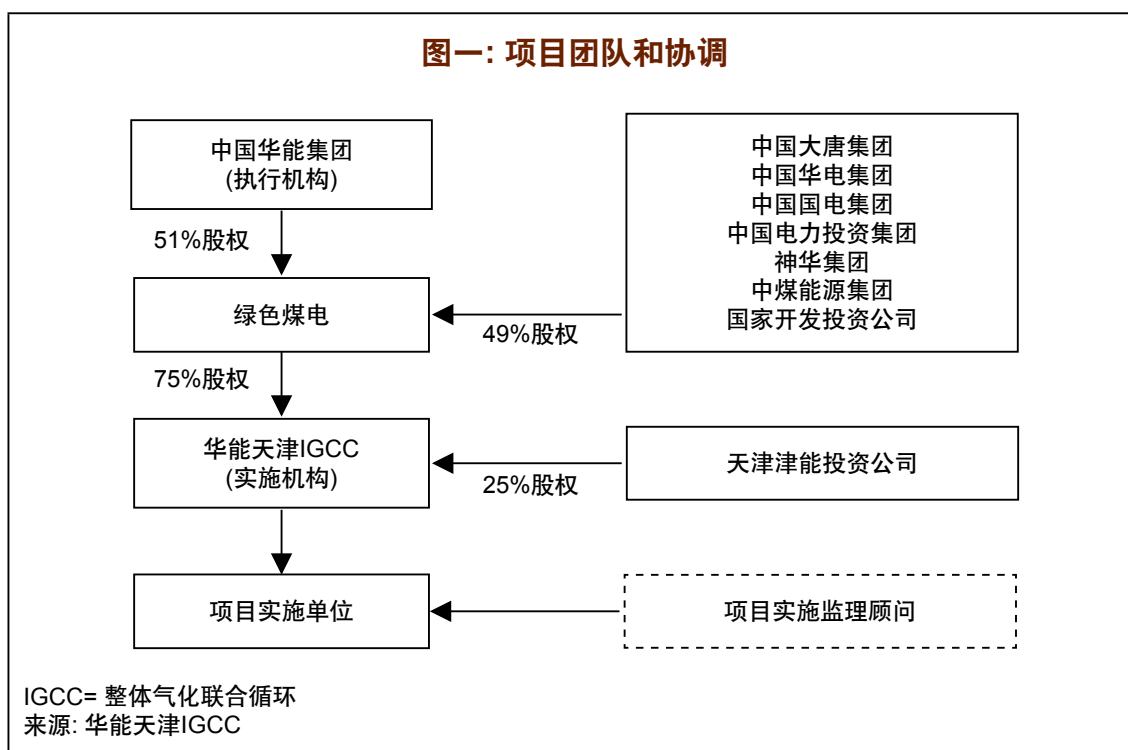 图一: 项目团队和协调
中国华能集团
(执行机构)
中国大唐集团
中国华电集团
中国国电集团
中国电力投资集团
神华集团
中煤能源集团
国家开发投资公司
51%股权
绿色煤电
49%股权
75%股权
华能天津IGCC
(实施机构)
天津津能投资公司
25%股权
项目实施单位
项目实施监理顾问
IGCC= 整体气化联合循环
来源: 华能天津IGCC